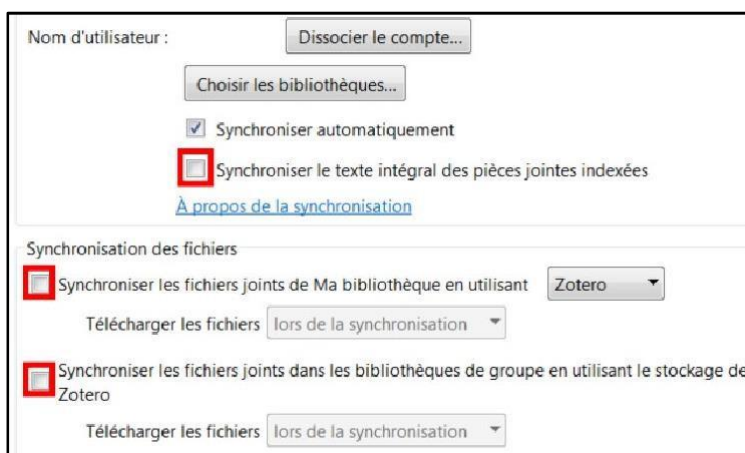 Nom d'utilisateur :
Dissocier le compte...
Choisir les bibliothèques...
Synchroniser automatiquement
Synchroniser le texte intégral des pièces jointes indexées
À propos de la synchronisation
Synchronisation des fichiers
Synchroniser les fichiers joints de Ma bibliothèque en utilisant Zotero
Télécharger les fichiers lors de la synchronisation
Synchroniser les fichiers joints dans les bibliothèques de groupe en utilisant le stockage de
Zotero
Télécharger les fichiers lors de la synchronisation